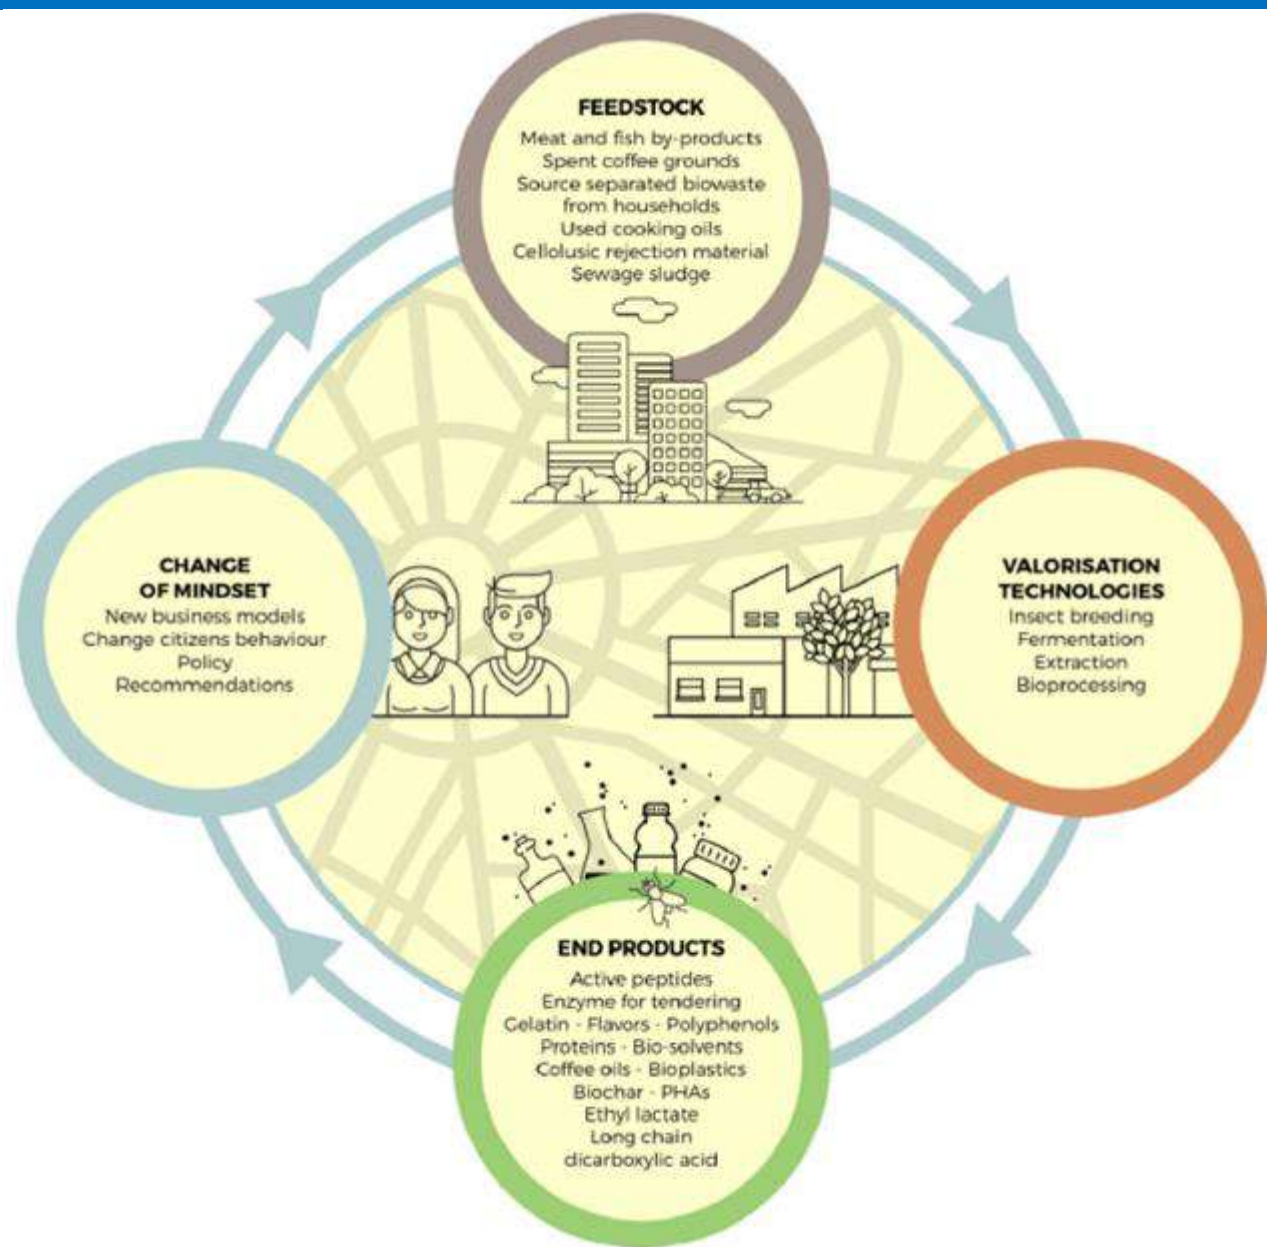 FEEDSTOCK
Meat and fish by-products
Spent coffee grounds
Source separated biowaste
from households
Used cooking oils
Cellolusic rejection material
Sewage sludge
CHANGE
OF MINDSET
New business models
Change citizens behaviour
Policy
Recommendations
VALORISATION
TECHNOLOGIES
Insect breeding
Fermentation
Extraction
Bioprocessing
END PRODUCTS
Active peptides
Enzyme for tendering
Gelatin - Flavors - Polyphenols
Proteins - Bio-solvents
Coffee oils - Bioplastics
Biochar - PHAs
Ethyl lactate
Long chain
dicarboxylic acid